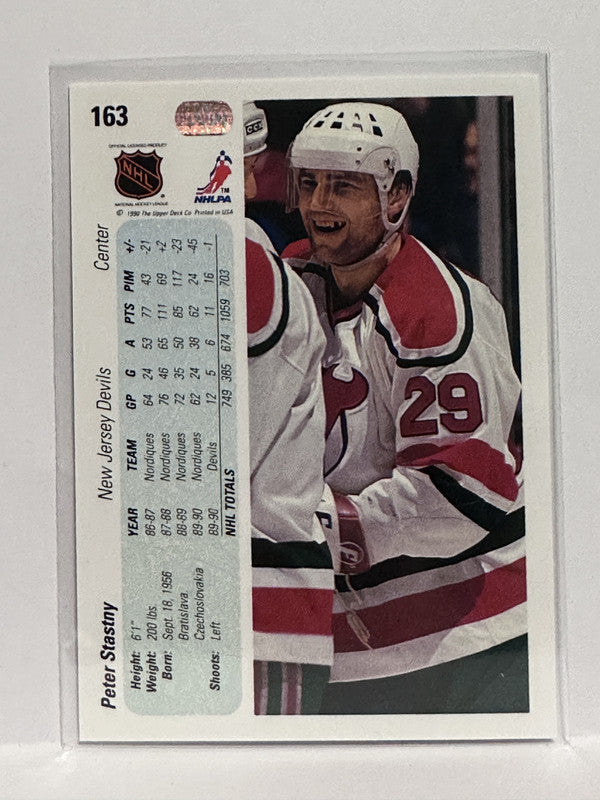 163
OFFICIAL LICENSED PRODUCT
NHL
NATIONAL HOCKEY LEAGUE
TM
NHLPA
© 1990 The Upper Deck Co. Printed in USA
Peter Stastny New Jersey Devils Center
Height: 6'1"
Weight: 200 lbs.
Born: Sept. 18, 1956
Bratislava,
Czechoslovakia
Shoots: Left
YEAR TEAM GP G A PTS PIM +/-
86-87 Nordiques 64 24 53 77 43 -21
87-88 Nordiques 76 46 65 111 69 +2
88-89 Nordiques 72 35 50 85 117 -23
89-90 Nordiques 62 24 38 62 24 -45
89-90 Devils 12 5 6 11 16 -1
NHL TOTALS 749 385 674 1059 703
29
CCM